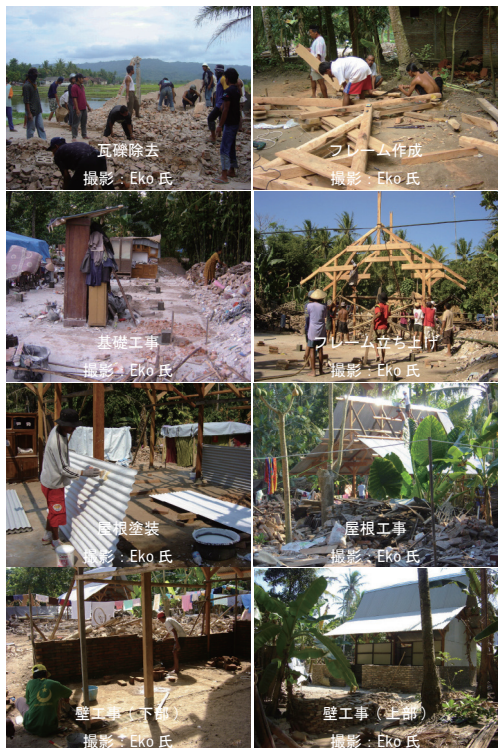 瓦礫除去
撮影：Eko 氏
フレーム作成
撮影：Eko 氏
基礎工事
撮影：Eko 氏
フレーム立ち上げ
撮影：Eko 氏
屋根塗装
撮影：Eko 氏
屋根工事
撮影：Eko 氏
壁工事（下部）
撮影：Eko 氏
壁工事（上部）
撮影：Eko 氏